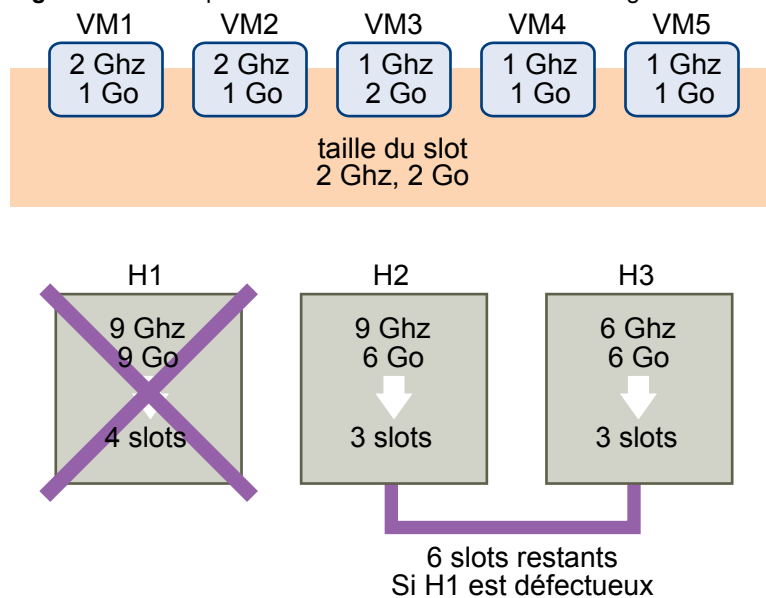 VM1 VM2 VM3 VM4 VM5
2 Ghz 2 Ghz 1 Ghz 1 Ghz 1 Ghz
1 Go 1 Go 2 Go 1 Go 1 Go
taille du slot
2 Ghz, 2 Go
H1 H2 H3
9 Ghz 9 Ghz 6 Ghz
9 Go 6 Go 6 Go
4 slots 3 slots 3 slots
6 slots restants
Si H1 est défectueux